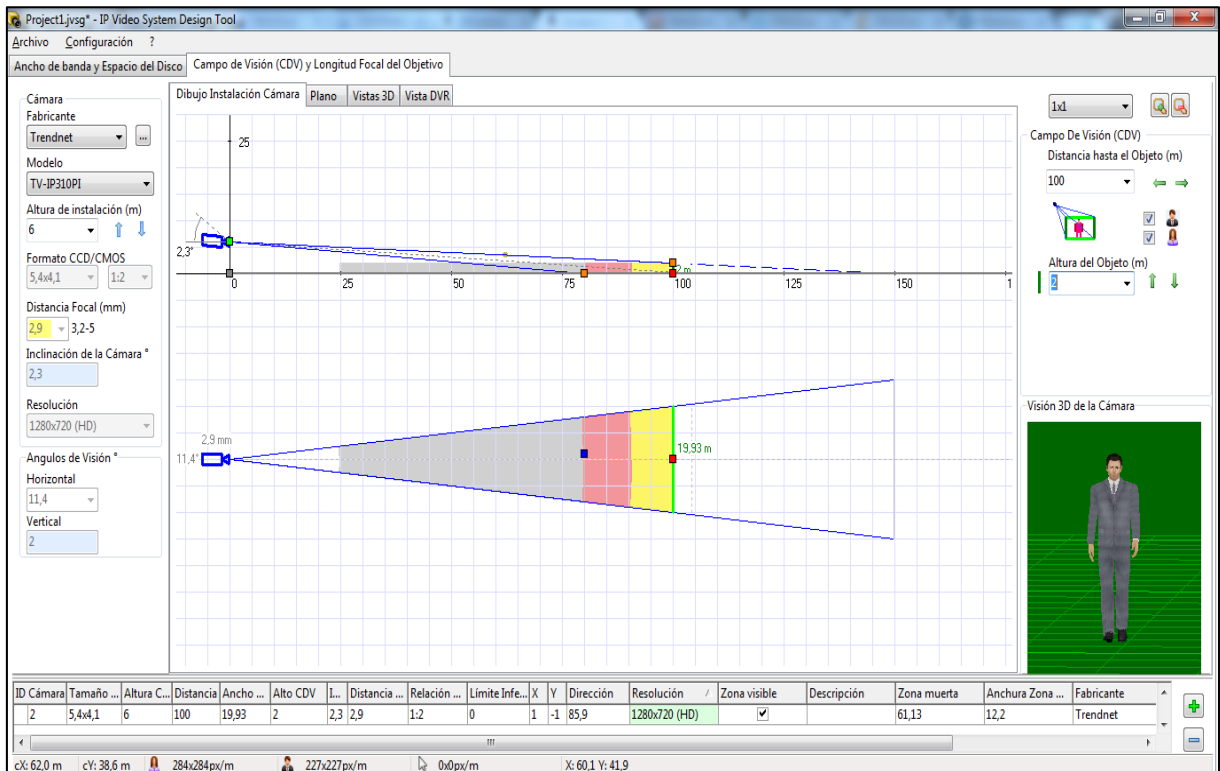 Project1.jvsg* - IP Video System Design Tool
Archivo Configuración ?
Ancho de banda y Espacio del Disco Campo de Visión (CDV) y Longitud Focal del Objetivo
Dibujo Instalación Cámara Plano Vistas 3D Vista DVR
Cámara
Fabricante
Trendnet ...
Modelo
TV-IP310PI
Altura de instalación (m)
6
Formato CCD/CMOS
5,4x4,1 1:2
Distancia Focal (mm)
2,9 3,2-5
Inclinación de la Cámara °
2,3
Resolución
1280x720 (HD)
Angulos de Visión °
Horizontal
11,4
Vertical
2
25
2,3°
2 m
0 25 50 75 100 125 150 1
2,9 mm
11,4°
19,93 m
1x1
Campo De Visión (CDV)
Distancia hasta el Objeto (m)
100
Altura del Objeto (m)
2
Visión 3D de la Cámara
ID Cámara Tamaño ... Altura C... Distancia Ancho ... Alto CDV I... Distancia ... Relación ... Límite Infe... X Y Dirección Resolución / Zona visible Descripción Zona muerta Anchura Zona ... Fabricante
2 5,4x4,1 6 100 19,93 2 2,3 2,9 1:2 0 1 -1 85,9 1280x720 (HD) 61,13 12,2 Trendnet
cX: 62,0 m cY: 38,6 m 284x284px/m 227x227px/m 0x0px/m X: 60,1 Y: 41,9